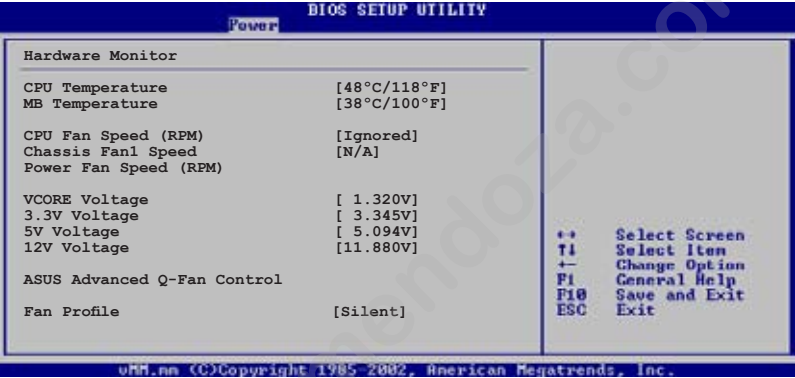 BIOS SETUP UTILITY
Power
Hardware Monitor
CPU Temperature [48°C/118°F]
MB Temperature [38°C/100°F]
CPU Fan Speed (RPM) [Ignored]
Chassis Fan1 Speed [N/A]
Power Fan Speed (RPM)
VCORE Voltage [ 1.320V]
3.3V Voltage [ 3.345V]
5V Voltage [ 5.094V]
12V Voltage [11.880V]
ASUS Advanced Q-Fan Control
Fan Profile [Silent]
←→ Select Screen
↑↓ Select Item
+- Change Option
F1 General Help
F10 Save and Exit
ESC Exit
vMM.mm (C)Copyright 1985-2002, American Megatrends, Inc.